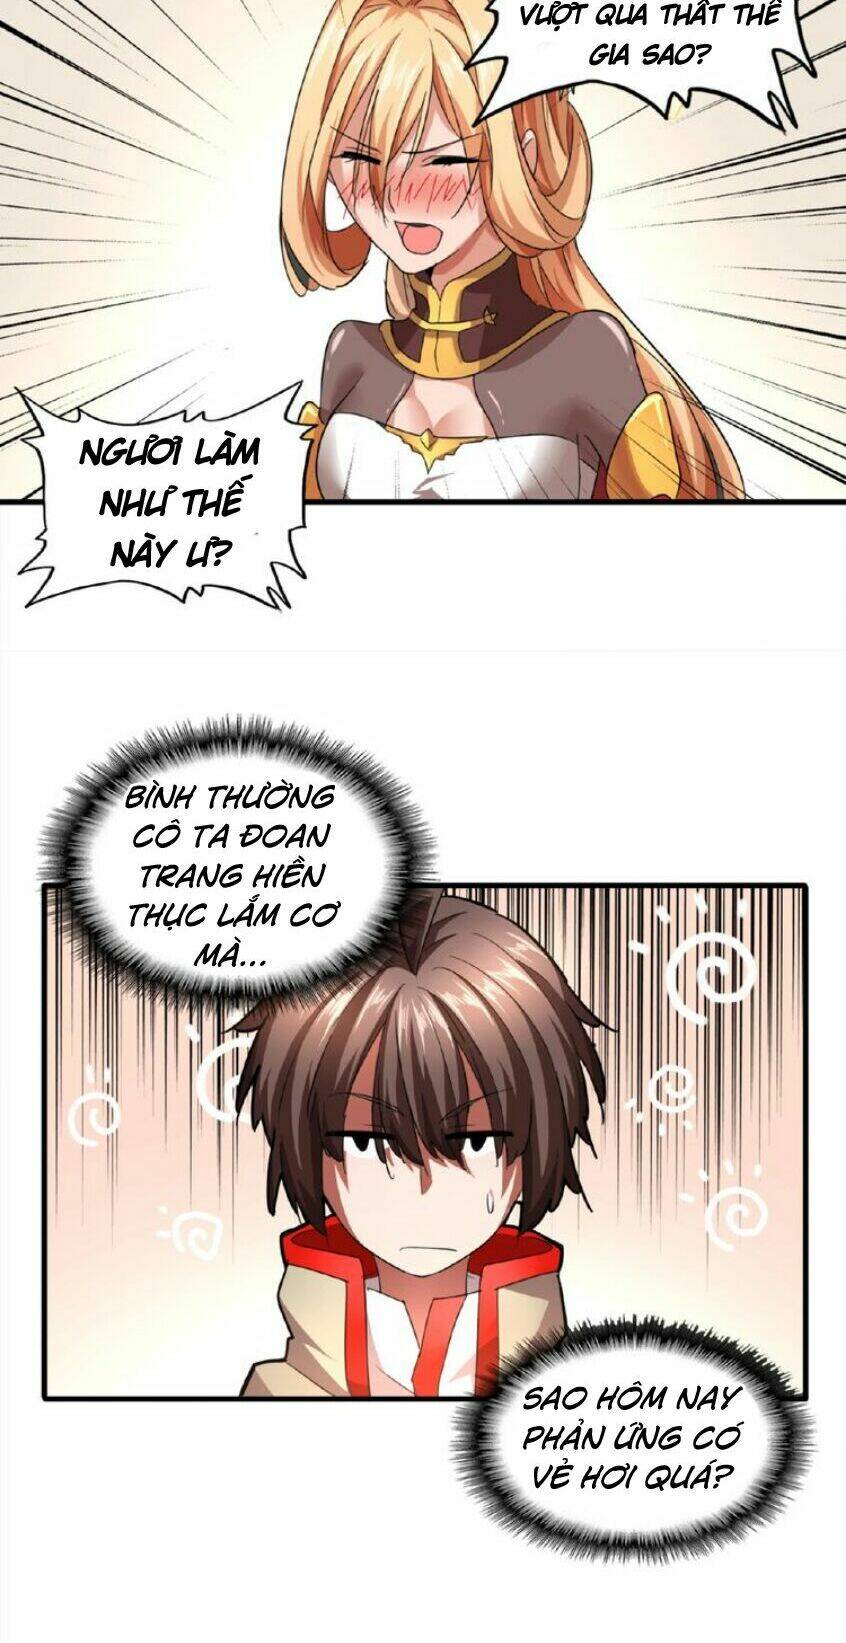 VƯỢT QUA THẤT THẾ
GIA SAO?
NGƯƠI LÀM
NHƯ THẾ
NÀY Ư?
BÌNH THƯỜNG
CÔ TA ĐOAN
TRANG HIỀN
THỤC LẮM CƠ
MÀ...
SAO HÔM NAY
PHẢN ỨNG CÓ
VẺ HƠI QUÁ?